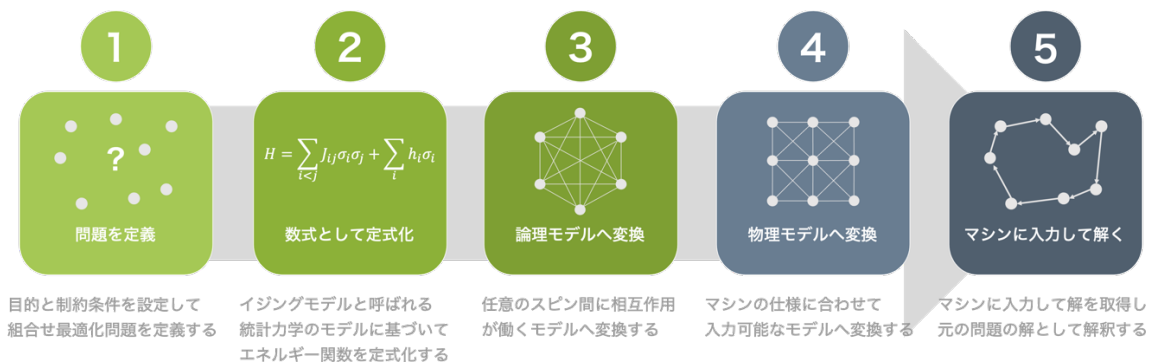 1
2
3
4
5
?
H = ∑_{i<j} J_{ij}σ_iσ_j + ∑_i h_iσ_i
問題を定義
数式として定式化
論理モデルへ変換
物理モデルへ変換
マシンに入力して解く
目的と制約条件を設定して
組合せ最適化問題を定義する
イジングモデルと呼ばれる
統計力学のモデルに基づいて
エネルギー関数を定式化する
任意のスピン間に相互作用
が働くモデルへ変換する
マシンの仕様に合わせて
入力可能なモデルへ変換する
マシンに入力して解を取得し
元の問題の解として解釈する